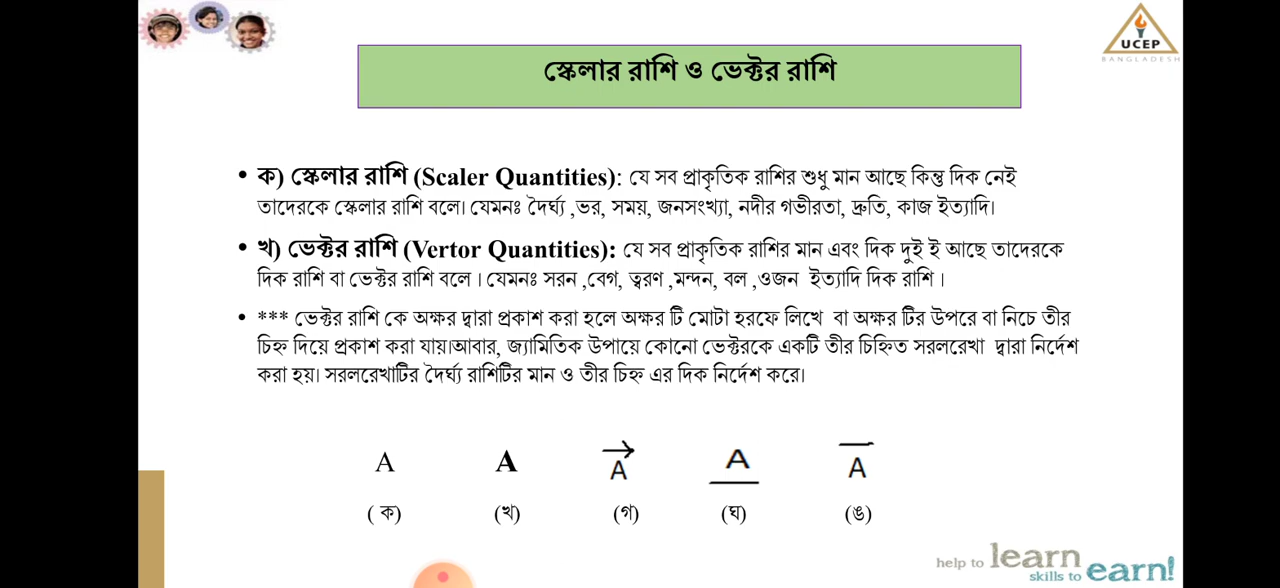 UCEP
BANGLADESH
স্কেলার রাশি ও ভেক্টর রাশি
• ক) স্কেলার রাশি (Scaler Quantities): যে সব প্রাকৃতিক রাশির শুধু মান আছে কিন্তু দিক নেই
তাদেরকে স্কেলার রাশি বলে। যেমনঃ দৈর্ঘ্য ,ভর, সময়, জনসংখ্যা, নদীর গভীরতা, দ্রুতি, কাজ ইত্যাদি।
• খ) ভেক্টর রাশি (Vertor Quantities): যে সব প্রাকৃতিক রাশির মান এবং দিক দুই ই আছে তাদেরকে
দিক রাশি বা ভেক্টর রাশি বলে । যেমনঃ সরন ,বেগ, ত্বরণ ,মন্দন, বল ,ওজন ইত্যাদি দিক রাশি ।
• *** ভেক্টর রাশি কে অক্ষর দ্বারা প্রকাশ করা হলে অক্ষর টি মোটা হরফে লিখে বা অক্ষর টির উপরে বা নিচে তীর
চিহ্ন দিয়ে প্রকাশ করা যায়।আবার, জ্যামিতিক উপায়ে কোনো ভেক্টরকে একটি তীর চিহ্নিত সরলরেখা দ্বারা নির্দেশ
করা হয়। সরলরেখাটির দৈর্ঘ্য রাশিটির মান ও তীর চিহ্ন এর দিক নির্দেশ করে।
A A A⃗ A̲ A̅
( ক) (খ) (গ) (ঘ) (ঙ)
help to learn
skills to earn!